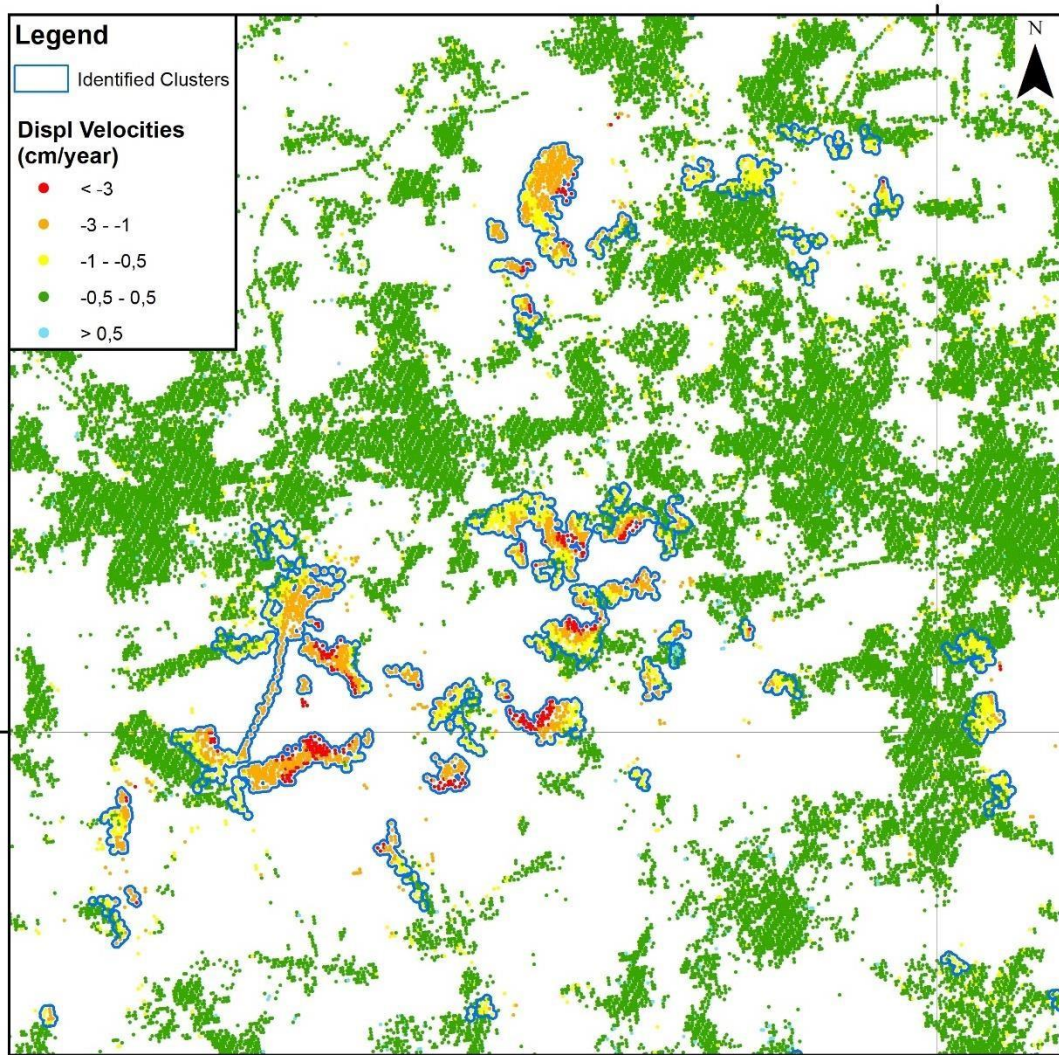 Legend
Identified Clusters
Displ Velocities
(cm/year)
< -3
-3 - -1
-1 - -0,5
-0,5 - 0,5
> 0,5
N